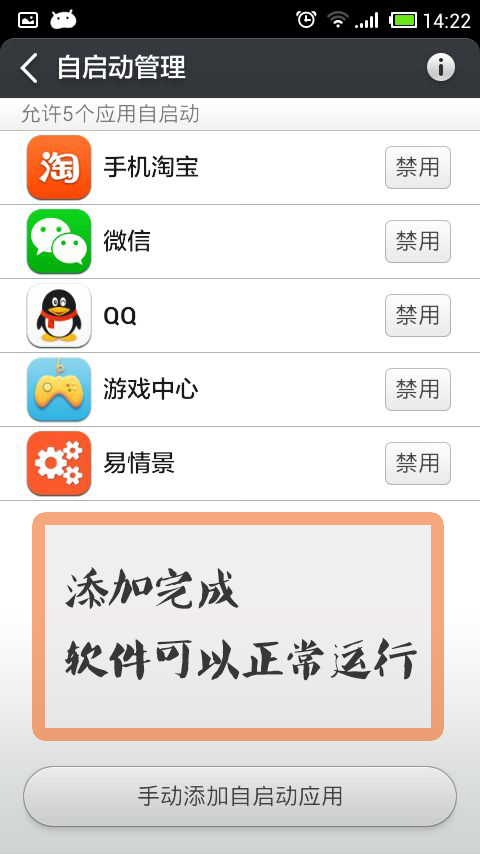 14:22
自启动管理
允许5个应用自启动
淘
手机淘宝
禁用
微信
禁用
QQ
禁用
游戏中心
禁用
易情景
禁用
添加完成
软件可以正常运行
手动添加自启动应用